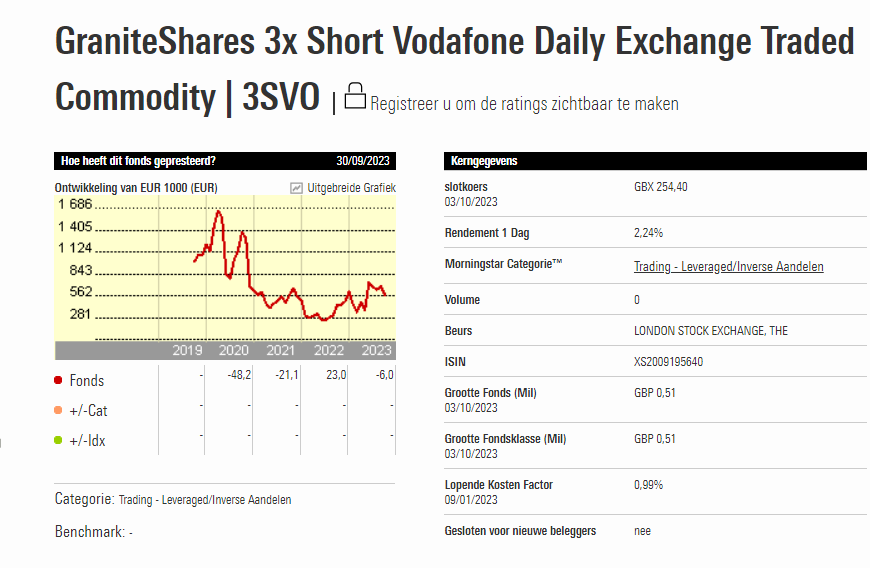 GraniteShares 3x Short Vodafone Daily Exchange Traded
Commodity | 3SVO | Registreer u om de ratings zichtbaar te maken
Hoe heeft dit fonds gepresteerd? 30/09/2023
Ontwikkeling van EUR 1000 (EUR) Uitgebreide Grafiek
1 686
1 405
1 124
843
562
281
2019 2020 2021 2022 2023
Fonds - -48,2 -21,1 23,0 -6,0
+/-Cat - - - - -
+/-Idx - - - - -
Categorie: Trading - Leveraged/Inverse Aandelen
Benchmark: -
Kerngegevens
slotkoers GBX 254,40
03/10/2023
Rendement 1 Dag 2,24%
Morningstar Categorie™ Trading - Leveraged/Inverse Aandelen
Volume 0
Beurs LONDON STOCK EXCHANGE, THE
ISIN XS2009195640
Grootte Fonds (Mil) GBP 0,51
03/10/2023
Grootte Fondsklasse (Mil) GBP 0,51
03/10/2023
Lopende Kosten Factor 0,99%
09/01/2023
Gesloten voor nieuwe beleggers nee